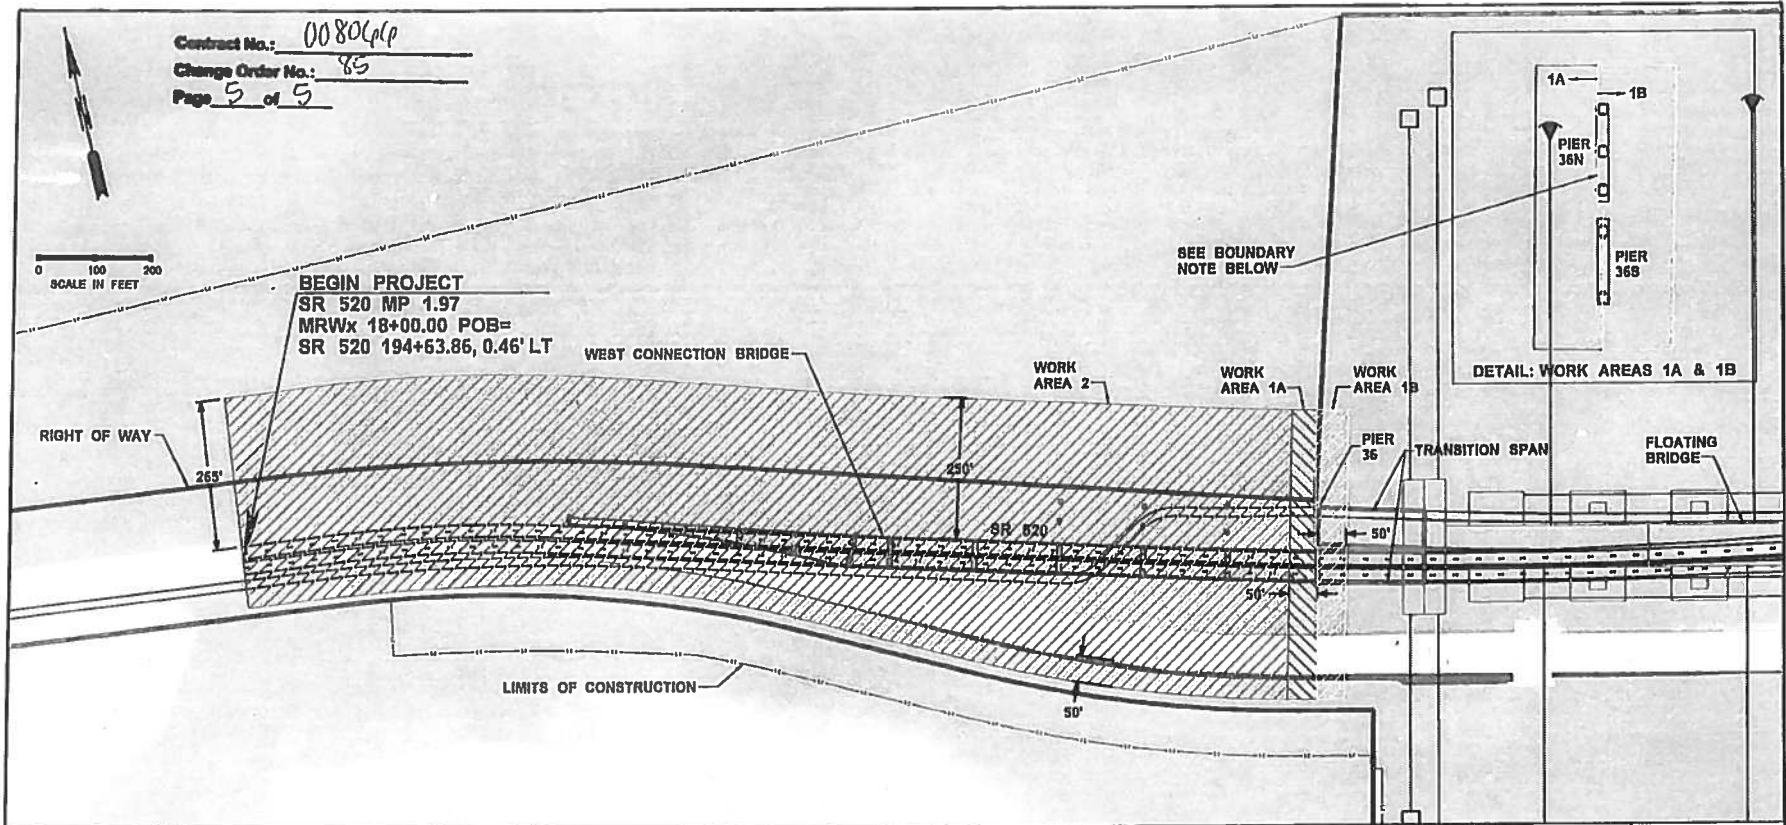 Contract No.: 008066
Change Order No.: 85
Page 5 of 5
0 100 200
SCALE IN FEET
BEGIN PROJECT
SR 520 MP 1.97
MRWx 18+00.00 POB=
SR 520 194+63.86, 0.46' LT
WEST CONNECTION BRIDGE
WORK
AREA 2
WORK
AREA 1A
WORK
AREA 1B
RIGHT OF WAY
265'
250'
SR 520
PIER
36
TRANSITION SPAN
FLOATING
BRIDGE
50'
50'
50'
LIMITS OF CONSTRUCTION
SEE BOUNDARY
NOTE BELOW
1A
1B
PIER
36N
PIER
36S
DETAIL: WORK AREAS 1A & 1B